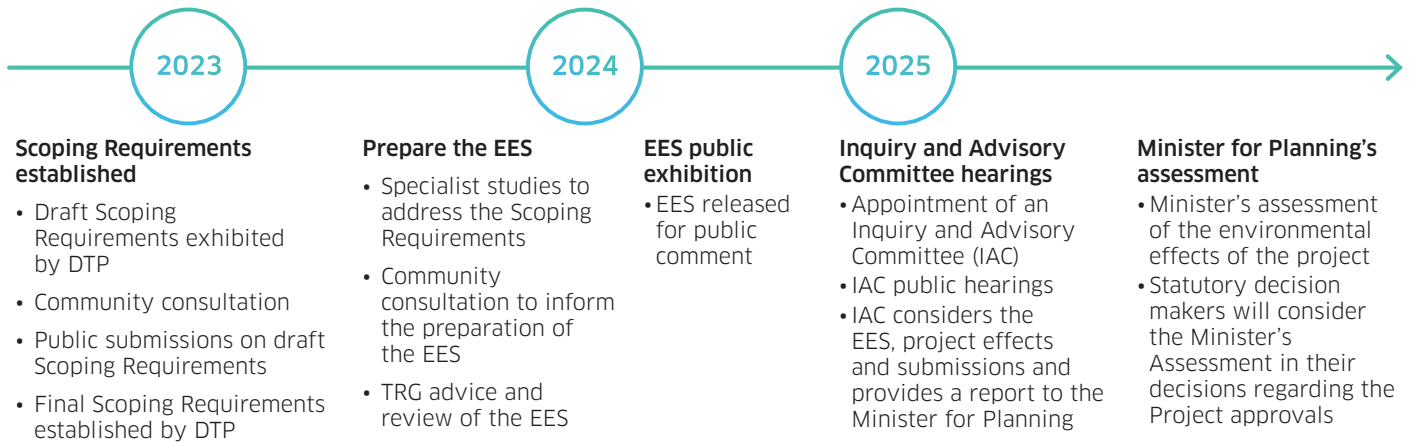 2023
2024
2025
Scoping Requirements
established
• Draft Scoping
Requirements exhibited
by DTP
• Community consultation
• Public submissions on draft
Scoping Requirements
• Final Scoping Requirements
established by DTP
Prepare the EES
• Specialist studies to
address the Scoping
Requirements
• Community
consultation to inform
the preparation of
the EES
• TRG advice and
review of the EES
EES public
exhibition
• EES released
for public
comment
Inquiry and Advisory
Committee hearings
• Appointment of an
Inquiry and Advisory
Committee (IAC)
• IAC public hearings
• IAC considers the
EES, project effects
and submissions and
provides a report to the
Minister for Planning
Minister for Planning's
assessment
• Minister's assessment
of the environmental
effects of the project
• Statutory decision
makers will consider
the Minister's
Assessment in their
decisions regarding the
Project approvals